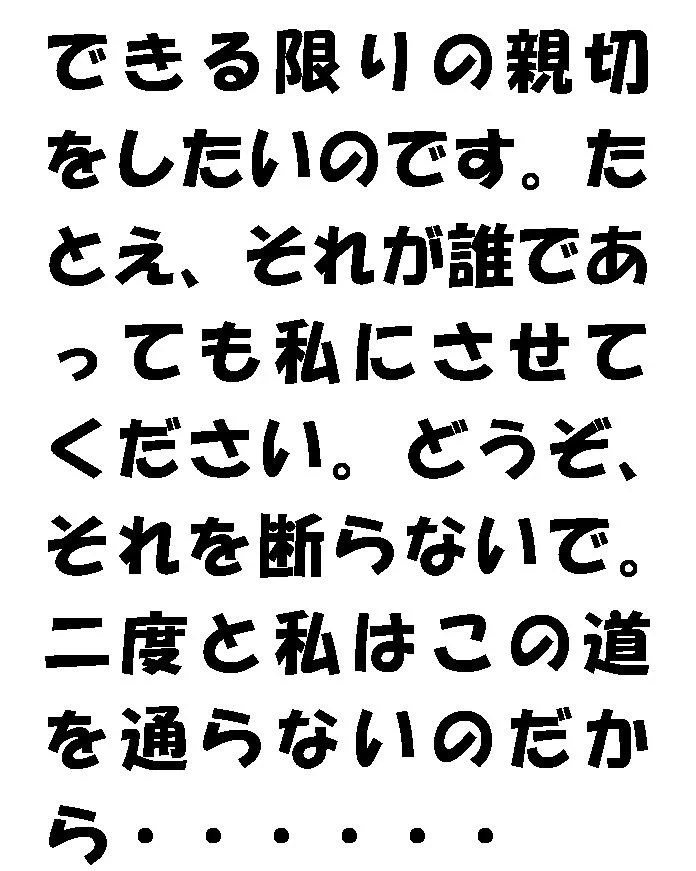 できる限りの親切
をしたいのです。た
とえ、それが誰であ
っても私にさせて
ください。どうぞ、
それを断らないで。
二度と私はこの道
を通らないのだか
ら・・・・・・